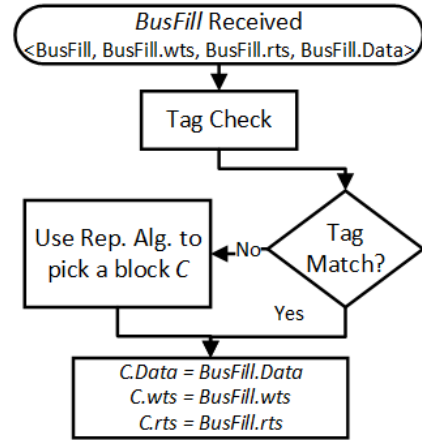 BusFill Received
<BusFill, BusFill.wts, BusFill.rts, BusFill.Data>
Tag Check
Tag
Match?
No
Use Rep. Alg. to
pick a block C
Yes
C.Data = BusFill.Data
C.wts = BusFill.wts
C.rts = BusFill.rts